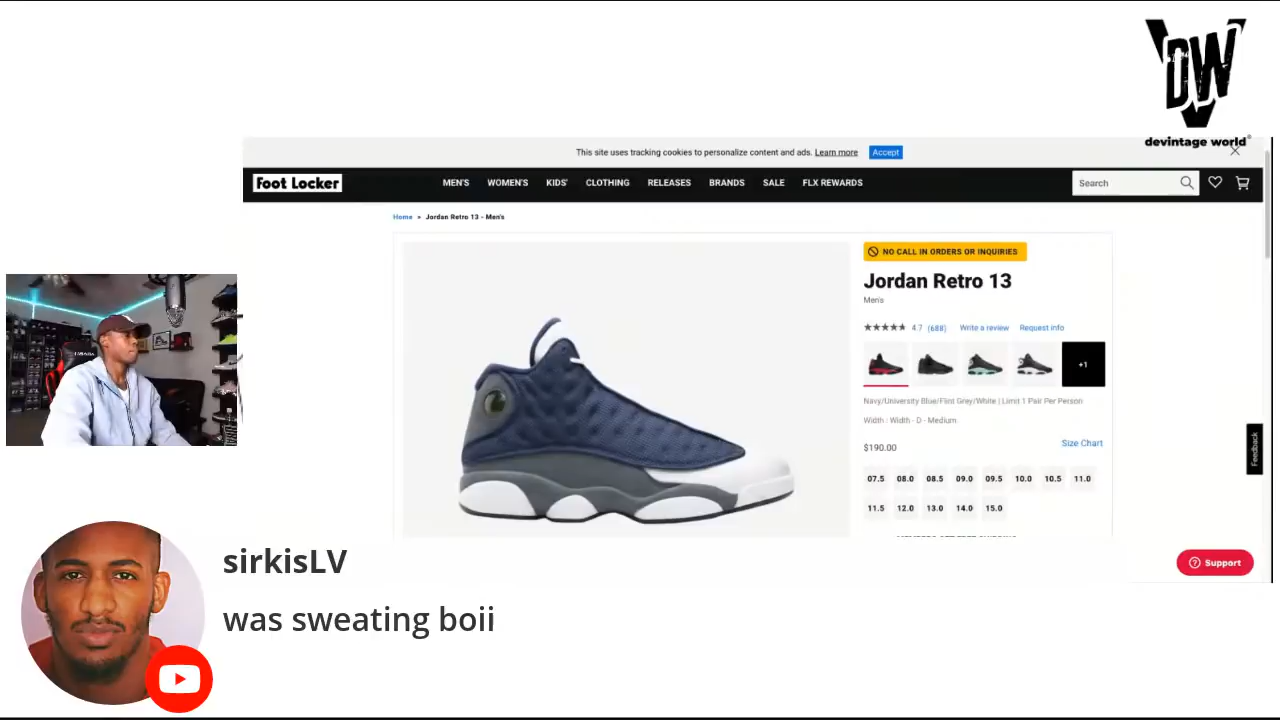 DW
devintage world®
This site uses tracking cookies to personalize content and ads. Learn more Accept
Foot Locker MEN'S WOMEN'S KIDS' CLOTHING RELEASES BRANDS SALE FLX REWARDS Search
Home » Jordan Retro 13 - Men's
NO CALL IN ORDERS OR INQUIRIES
Jordan Retro 13
Men's
4.7 (688) Write a review Request info
+1
Navy/University Blue/Flint Grey/White | Limit 1 Pair Per Person
Width : Width - D - Medium
$190.00 Size Chart
07.5 08.0 08.5 09.0 09.5 10.0 10.5 11.0
11.5 12.0 13.0 14.0 15.0
Feedback
Support
sirkisLV
was sweating boii